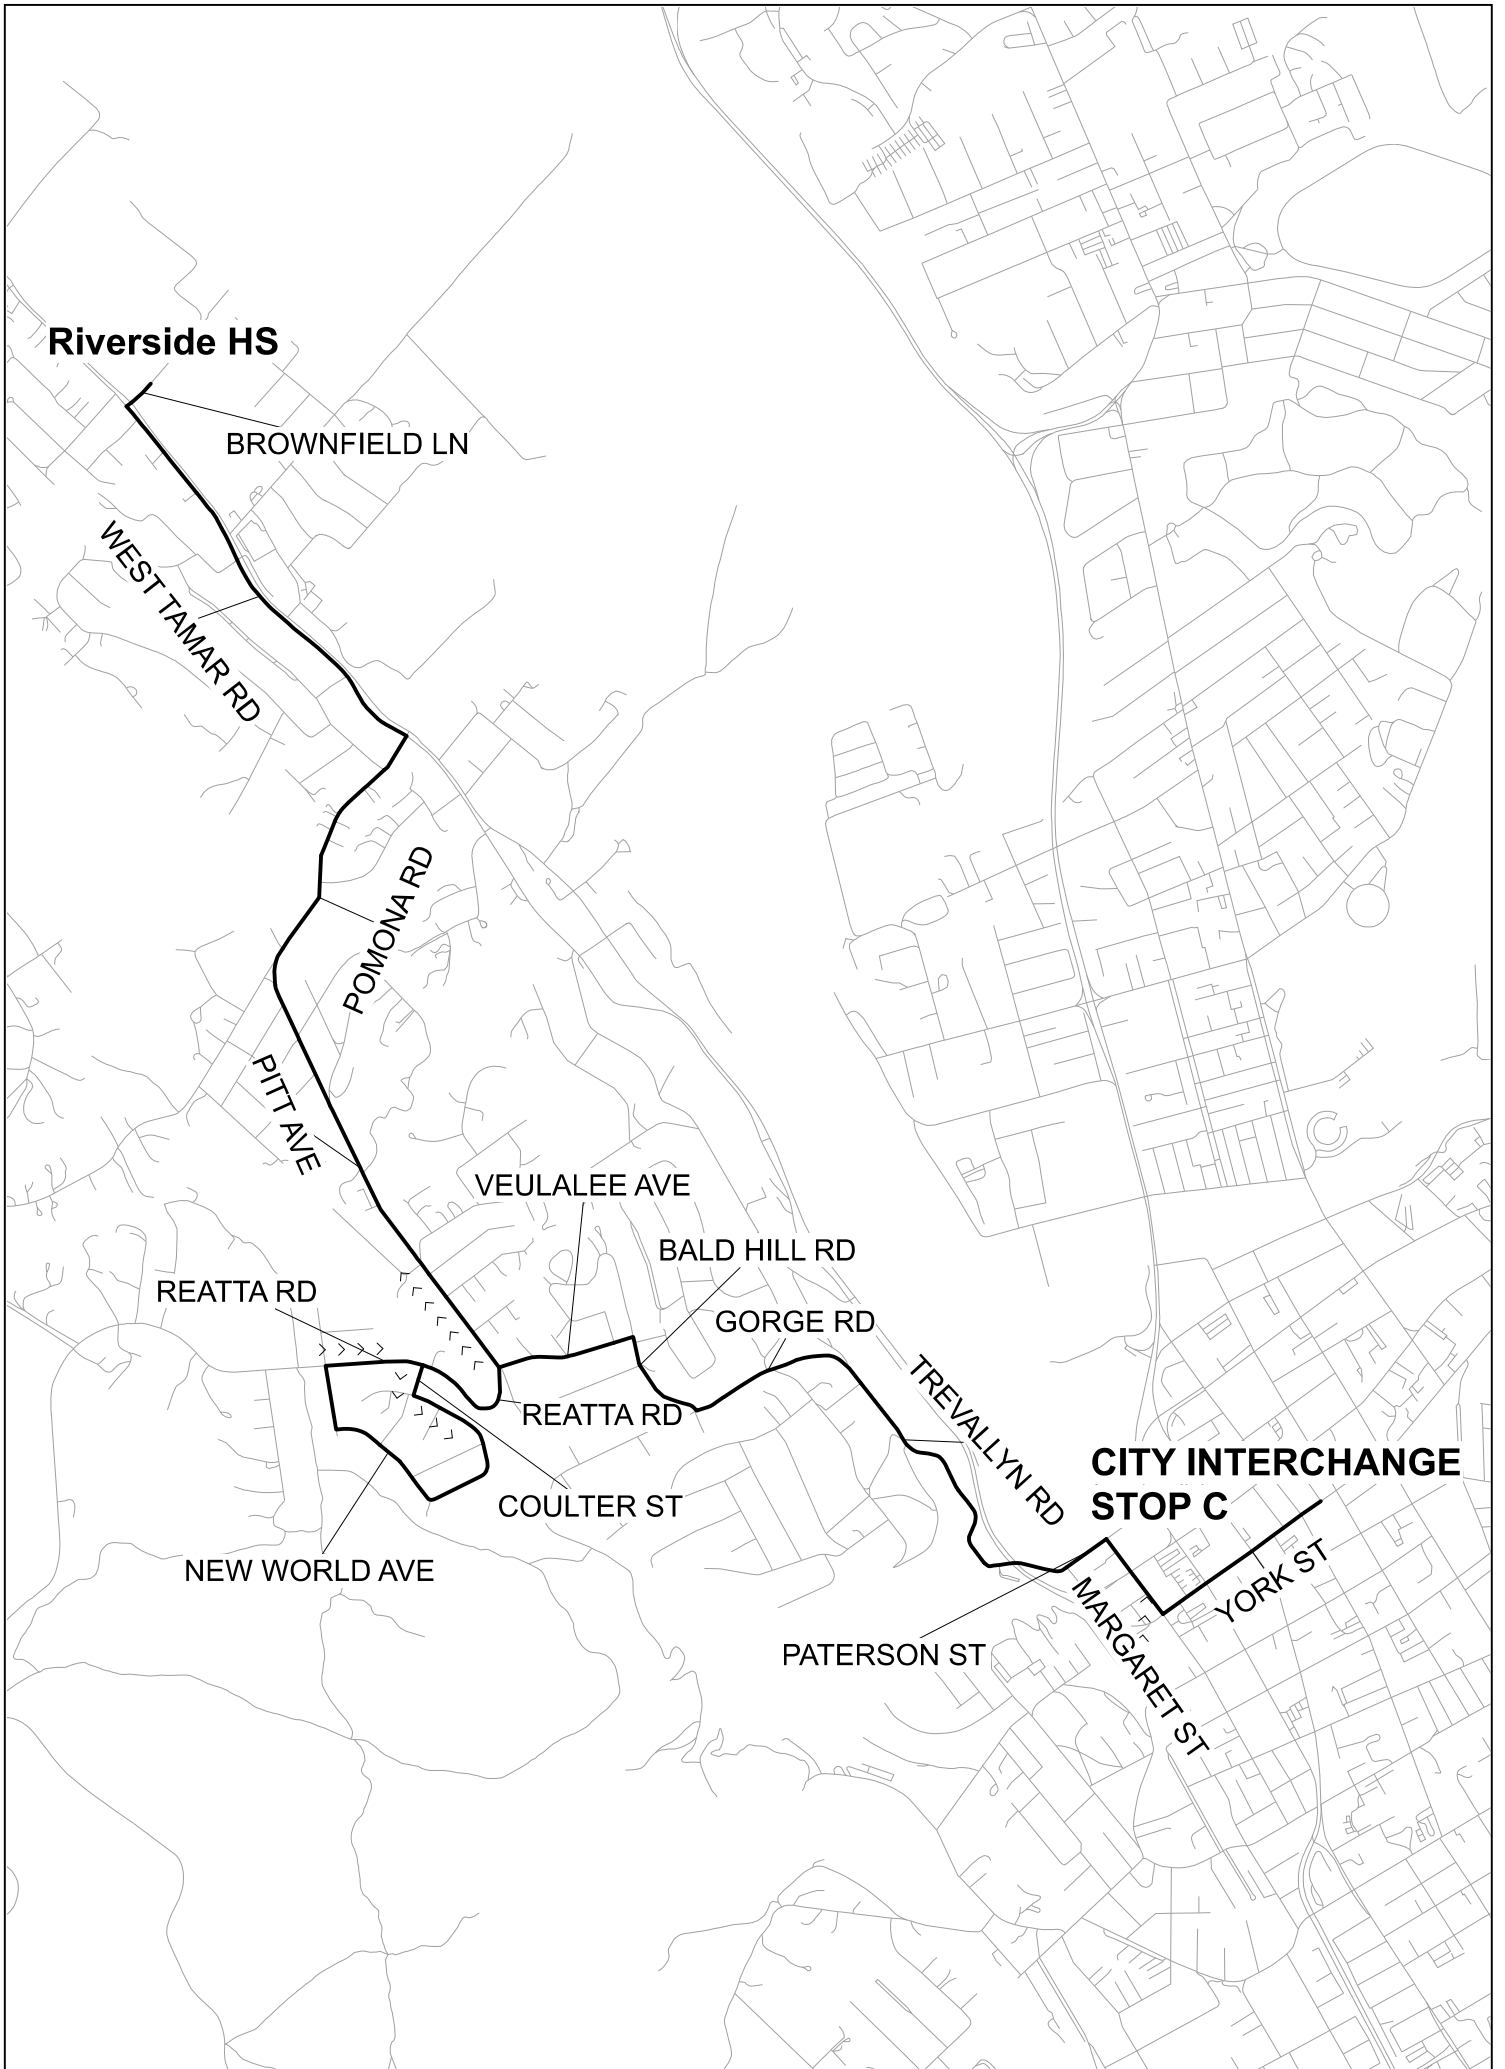 Riverside HS
BROWNFIELD LN
WEST TAMAR RD
POMONA RD
PITT AVE
VEULALEE AVE
BALD HILL RD
REATTA RD
GORGE RD
TREVALLYN RD
REATTA RD
CITY INTERCHANGE
STOP C
COULTER ST
NEW WORLD AVE
YORK ST
PATERSON ST
MARGARET ST